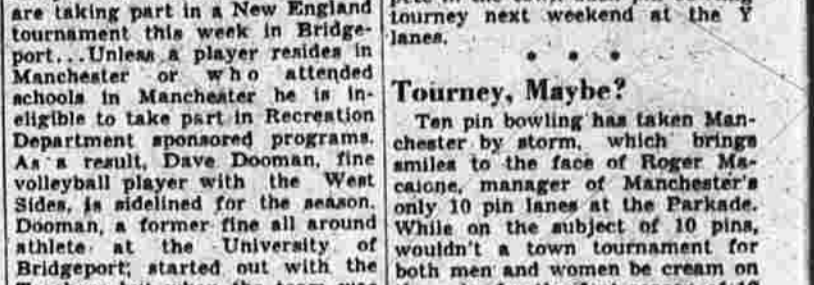 are taking part in a New England
tournament this week in Bridge-
port...Unless a player resides in
Manchester or who attended
schools in Manchester he is in-
eligible to take part in Recreation
Department sponsored programs.
As a result, Dave Dooman, fine
volleyball player with the West
Sides, is sidelined for the season.
Dooman, a former fine all around
athlete at the University of
Bridgeport, started out with the
tourney next weekend at the Y
lanes.
• • •
Tourney, Maybe?
Ten pin bowling has taken Man-
chester by storm, which brings
smiles to the face of Roger Ma-
caione, manager of Manchester's
only 10 pin lanes at the Parkade.
While on the subject of 10 pins,
wouldn't a town tournament for
both men and women be cream on